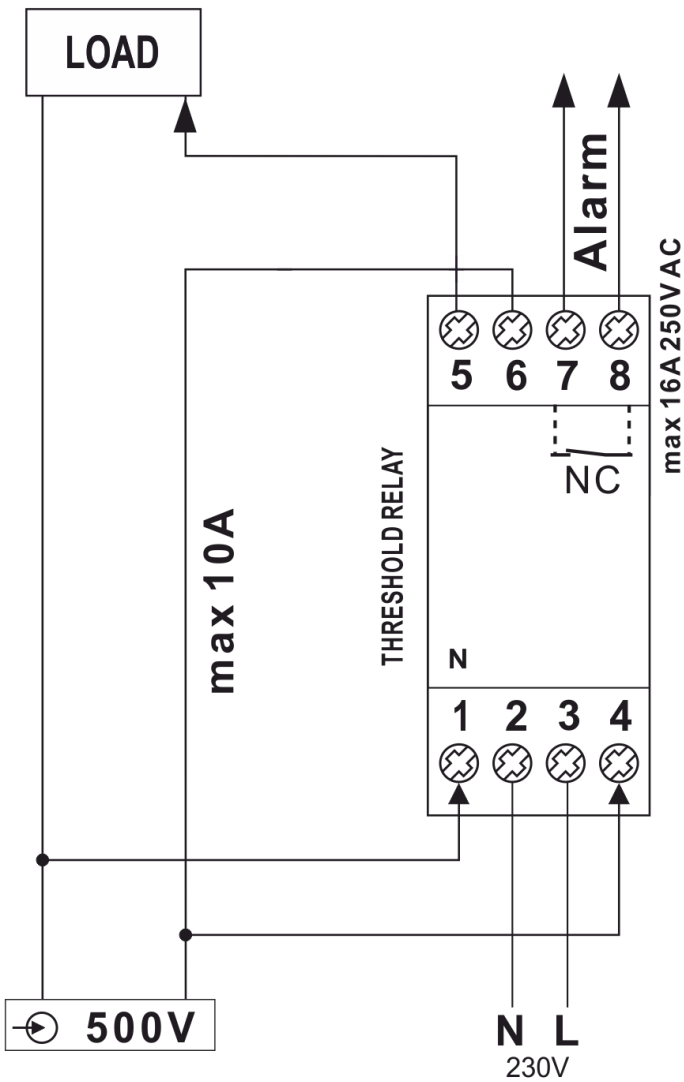 LOAD
Alarm
max 16A 250V AC
5 6 7 8
NC
THRESHOLD RELAY
max 10A
N
1 2 3 4
500V
N L
230V